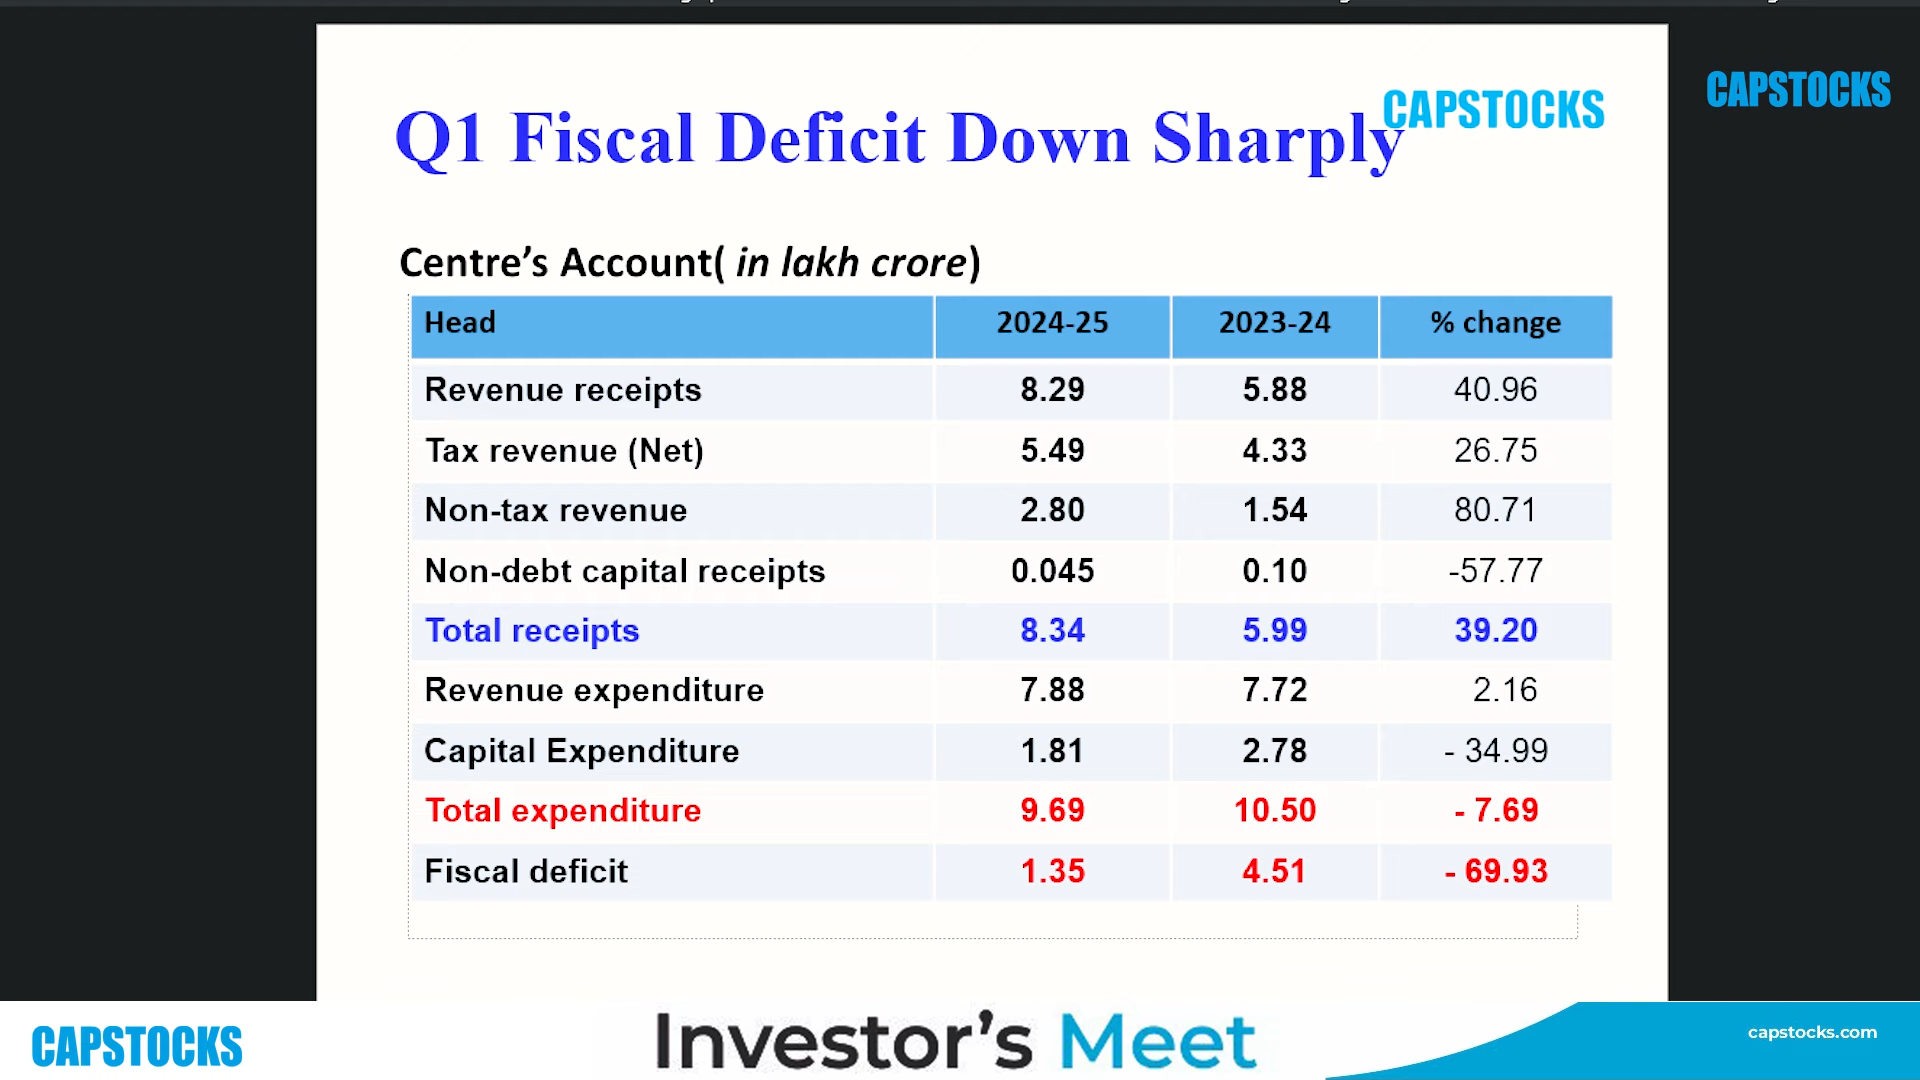 CAPSTOCKS
CAPSTOCKS
Q1 Fiscal Deficit Down Sharply
Centre’s Account( in lakh crore)
Head 2024-25 2023-24 % change
Revenue receipts 8.29 5.88 40.96
Tax revenue (Net) 5.49 4.33 26.75
Non-tax revenue 2.80 1.54 80.71
Non-debt capital receipts 0.045 0.10 -57.77
Total receipts 8.34 5.99 39.20
Revenue expenditure 7.88 7.72 2.16
Capital Expenditure 1.81 2.78 - 34.99
Total expenditure 9.69 10.50 - 7.69
Fiscal deficit 1.35 4.51 - 69.93
CAPSTOCKS
Investor’s Meet
capstocks.com